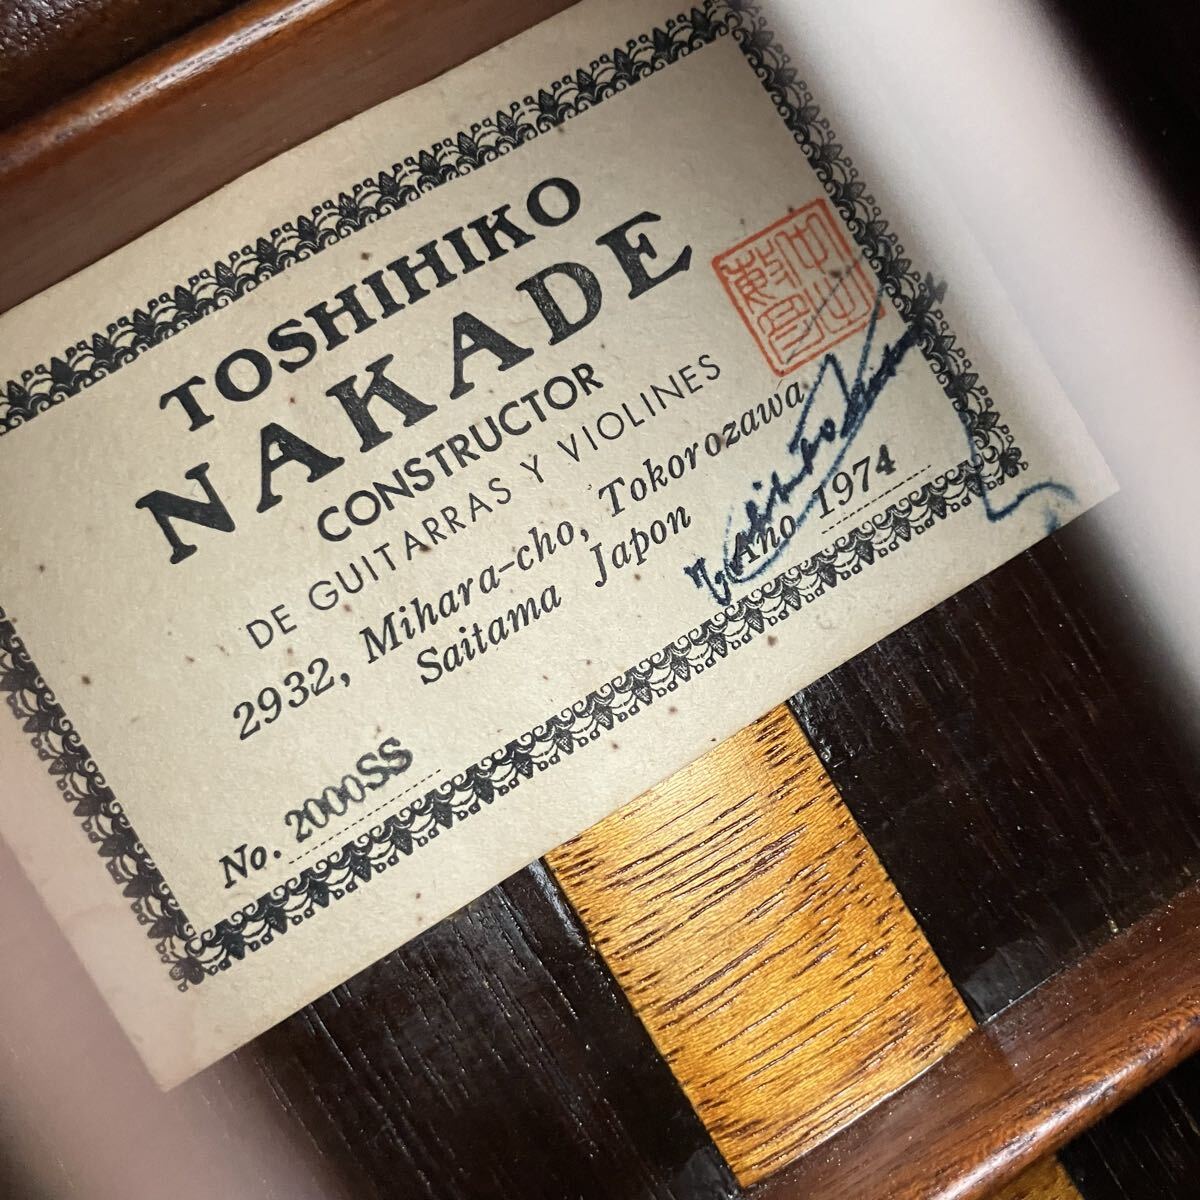 TOSHIHIKO
NAKADE
CONSTRUCTOR
DE GUITARRAS Y VIOLINES
2932, Mihara-cho, Tokorozawa
Saitama Japon
Año 1974
No. 2000SS